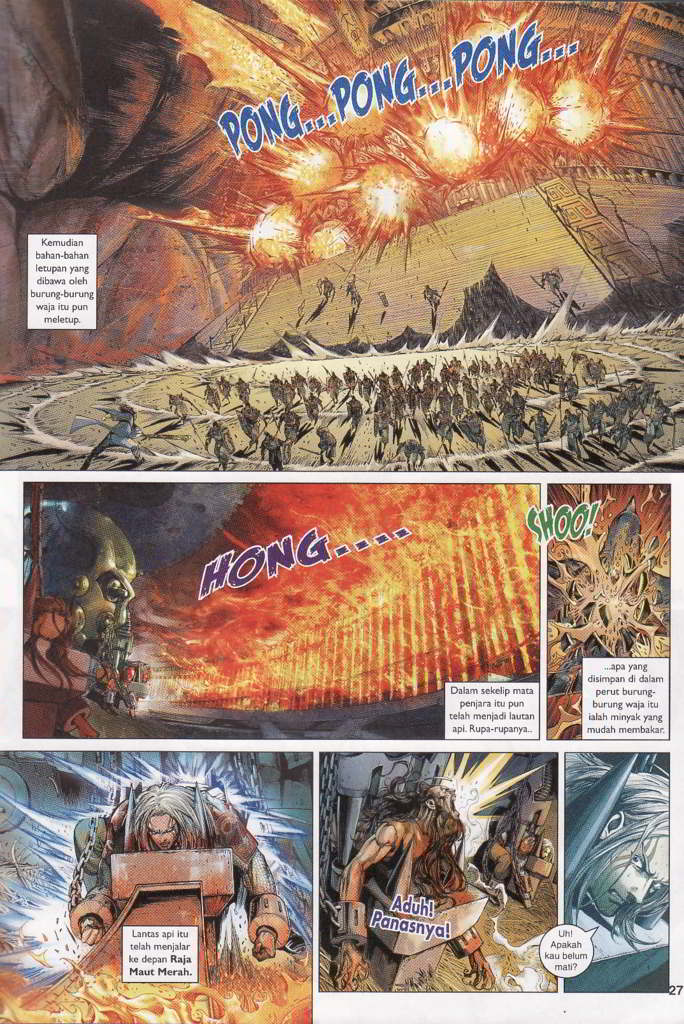 PONG...PONG...PONG...
Kemudian
bahan-bahan
letupan yang
dibawa oleh
burung-burung
waja itu pun
meletup.
HONG....
SHOO!
Dalam sekelip mata
penjara itu pun
telah menjadi lautan
api. Rupa-rupanya..
...apa yang
disimpan di dalam
perut burung-
burung waja itu
ialah minyak yang
mudah membakar.
Lantas api itu
telah menjalar
ke depan Raja
Maut Merah.
Aduh!
Panasnya!
Uh!
Apakah
kau belum
mati?
27